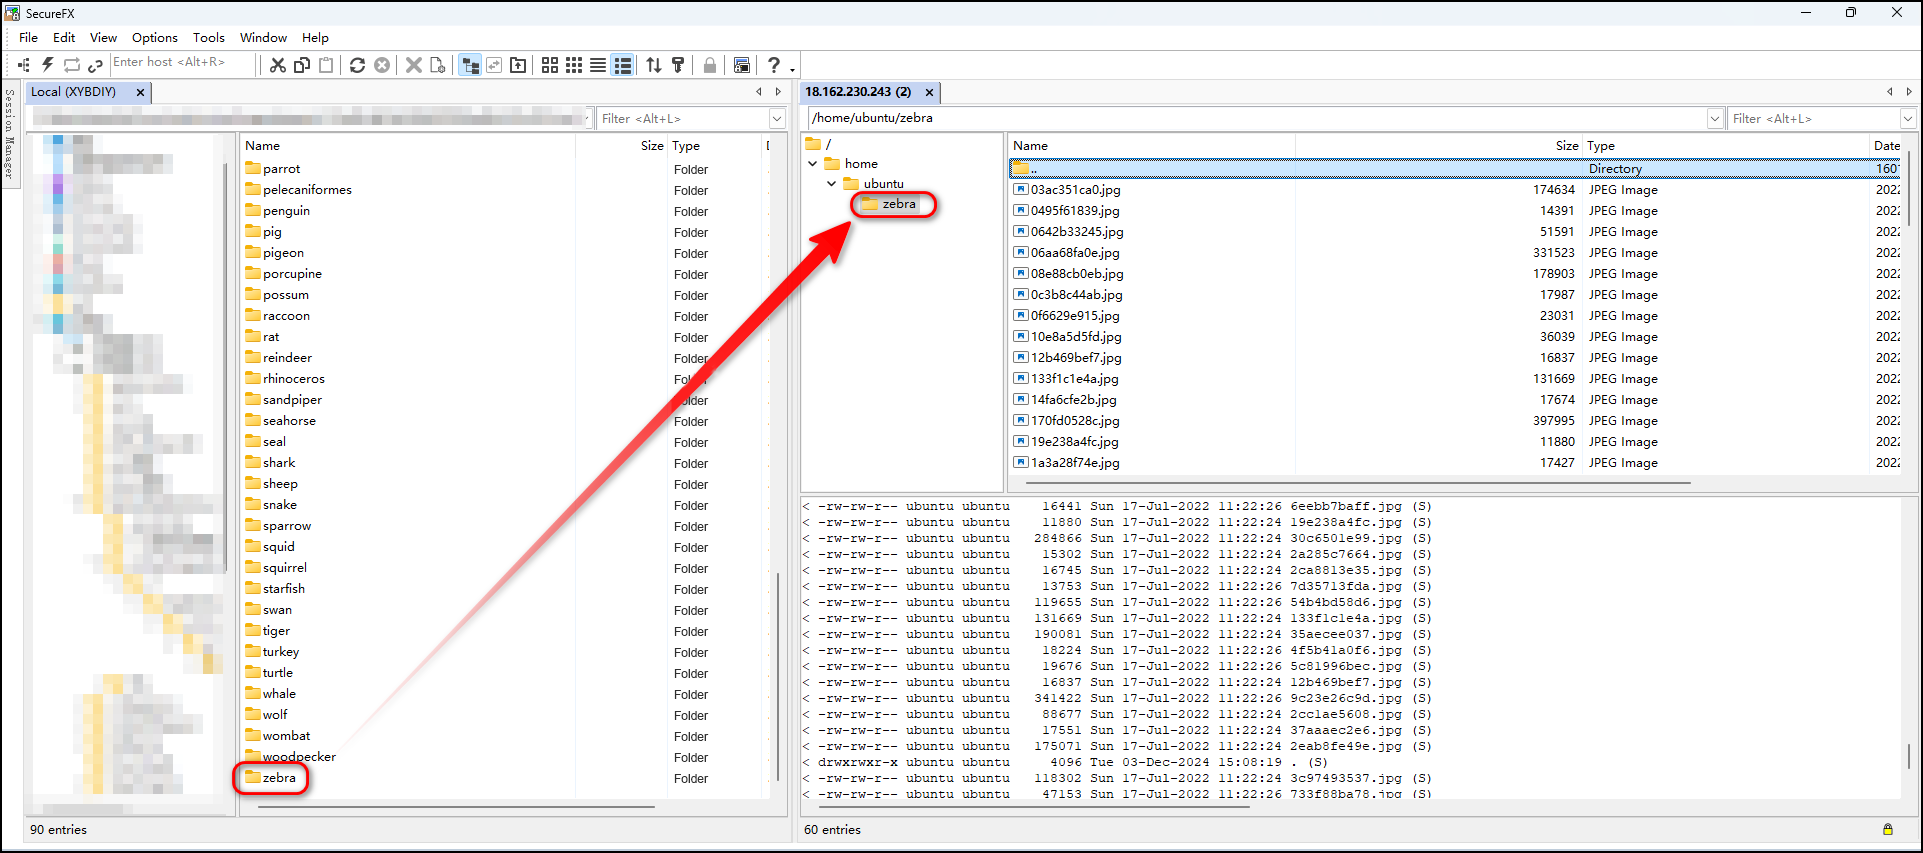 SecureFX
File Edit View Options Tools Window Help
Enter host <Alt+R>
Session Manager
Local (XYBDIY)
Filter <Alt+L>
Name Size Type
parrot Folder
pelecaniformes Folder
penguin Folder
pig Folder
pigeon Folder
porcupine Folder
possum Folder
raccoon Folder
rat Folder
reindeer Folder
rhinoceros Folder
sandpiper Folder
seahorse Folder
seal Folder
shark Folder
sheep Folder
snake Folder
sparrow Folder
squid Folder
squirrel Folder
starfish Folder
swan Folder
tiger Folder
turkey Folder
turtle Folder
whale Folder
wolf Folder
wombat Folder
woodpecker Folder
zebra Folder
90 entries
18.162.230.243 (2)
/home/ubuntu/zebra
Filter <Alt+L>
/
home
ubuntu
zebra
Name Size Type Date
.. Directory 1601
03ac351ca0.jpg 174634 JPEG Image 2022
0495f61839.jpg 14391 JPEG Image 2022
0642b33245.jpg 51591 JPEG Image 2022
06aa68fa0e.jpg 331523 JPEG Image 2022
08e88cb0eb.jpg 178903 JPEG Image 2022
0c3b8c44ab.jpg 17987 JPEG Image 2022
0f6629e915.jpg 23031 JPEG Image 2022
10e8a5d5fd.jpg 36039 JPEG Image 2022
12b469bef7.jpg 16837 JPEG Image 2022
133f1c1e4a.jpg 131669 JPEG Image 2022
14fa6cfe2b.jpg 17674 JPEG Image 2022
170fd0528c.jpg 397995 JPEG Image 2022
19e238a4fc.jpg 11880 JPEG Image 2022
1a3a28f74e.jpg 17427 JPEG Image 2022
< -rw-rw-r-- ubuntu ubuntu 16441 Sun 17-Jul-2022 11:22:26 6eebb7baff.jpg (S)
< -rw-rw-r-- ubuntu ubuntu 11880 Sun 17-Jul-2022 11:22:24 19e238a4fc.jpg (S)
< -rw-rw-r-- ubuntu ubuntu 284866 Sun 17-Jul-2022 11:22:24 30c6501e99.jpg (S)
< -rw-rw-r-- ubuntu ubuntu 15302 Sun 17-Jul-2022 11:22:24 2a285c7664.jpg (S)
< -rw-rw-r-- ubuntu ubuntu 16745 Sun 17-Jul-2022 11:22:24 2ca8813e35.jpg (S)
< -rw-rw-r-- ubuntu ubuntu 13753 Sun 17-Jul-2022 11:22:26 7d35713fda.jpg (S)
< -rw-rw-r-- ubuntu ubuntu 119655 Sun 17-Jul-2022 11:22:26 54b4bd58d6.jpg (S)
< -rw-rw-r-- ubuntu ubuntu 131669 Sun 17-Jul-2022 11:22:24 133f1c1e4a.jpg (S)
< -rw-rw-r-- ubuntu ubuntu 190081 Sun 17-Jul-2022 11:22:24 35aecee037.jpg (S)
< -rw-rw-r-- ubuntu ubuntu 18224 Sun 17-Jul-2022 11:22:26 4f5b41a0f6.jpg (S)
< -rw-rw-r-- ubuntu ubuntu 19676 Sun 17-Jul-2022 11:22:26 5c81996bec.jpg (S)
< -rw-rw-r-- ubuntu ubuntu 16837 Sun 17-Jul-2022 11:22:24 12b469bef7.jpg (S)
< -rw-rw-r-- ubuntu ubuntu 341422 Sun 17-Jul-2022 11:22:26 9c23e26c9d.jpg (S)
< -rw-rw-r-- ubuntu ubuntu 88677 Sun 17-Jul-2022 11:22:24 2cc1ae5608.jpg (S)
< -rw-rw-r-- ubuntu ubuntu 17551 Sun 17-Jul-2022 11:22:24 37aaaec2e6.jpg (S)
< -rw-rw-r-- ubuntu ubuntu 175071 Sun 17-Jul-2022 11:22:24 2eab8fe49e.jpg (S)
< drwxrwxr-x ubuntu ubuntu 4096 Tue 03-Dec-2024 15:08:19 . (S)
< -rw-rw-r-- ubuntu ubuntu 118302 Sun 17-Jul-2022 11:22:24 3c97493537.jpg (S)
< -rw-rw-r-- ubuntu ubuntu 47153 Sun 17-Jul-2022 11:22:26 733f88ba78.jpg (S)
60 entries